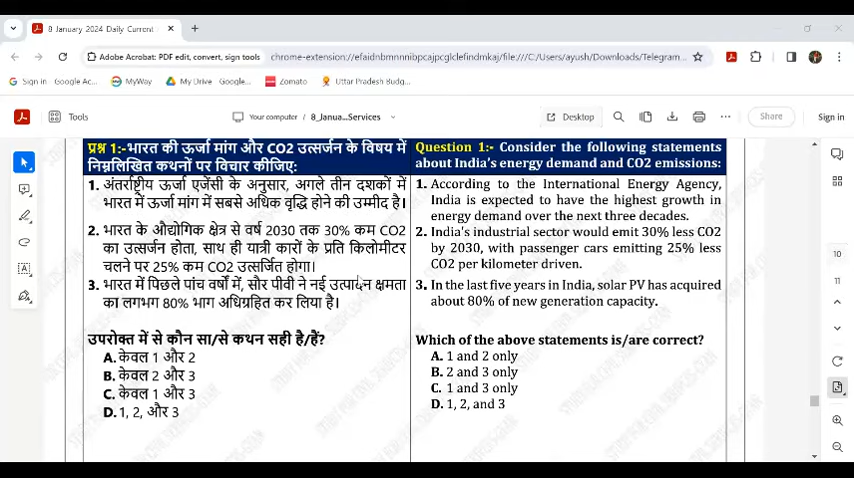 8 January 2024 Daily Current
Adobe Acrobat: PDF edit, convert, sign tools
chrome-extension://efaidnbmnnnibpcajpcglclefindmkaj/file:///C:/Users/ayush/Downloads/Telegram...
Sign in - Google Ac...
MyWay
My Drive - Google...
Zomato
Uttar Pradesh Budg...
Tools
Your computer
8_Janua...Services
Desktop
Share
Sign in
प्रश्न 1:-भारत की ऊर्जा मांग और CO2 उत्सर्जन के विषय में
निम्नलिखित कथनों पर विचार कीजिए:
1. अंतर्राष्ट्रीय ऊर्जा एजेंसी के अनुसार, अगले तीन दशकों में
भारत में ऊर्जा मांग में सबसे अधिक वृद्धि होने की उम्मीद है।
2. भारत के औद्योगिक क्षेत्र से वर्ष 2030 तक 30% कम CO2
का उत्सर्जन होता, साथ ही यात्री कारों के प्रति किलोमीटर
चलने पर 25% कम CO2 उत्सर्जित होगा।
3. भारत में पिछले पांच वर्षों में, सौर पीवी ने नई उत्पादन क्षमता
का लगभग 80% भाग अधिग्रहित कर लिया है।
उपरोक्त में से कौन सा/से कथन सही है/हैं?
A. केवल 1 और 2
B. केवल 2 और 3
C. केवल 1 और 3
D. 1, 2, और 3
Question 1:- Consider the following statements
about India's energy demand and CO2 emissions:
1. According to the International Energy Agency,
India is expected to have the highest growth in
energy demand over the next three decades.
2. India's industrial sector would emit 30% less CO2
by 2030, with passenger cars emitting 25% less
CO2 per kilometer driven.
3. In the last five years in India, solar PV has acquired
about 80% of new generation capacity.
Which of the above statements is/are correct?
A. 1 and 2 only
B. 2 and 3 only
C. 1 and 3 only
D. 1, 2, and 3
10
11